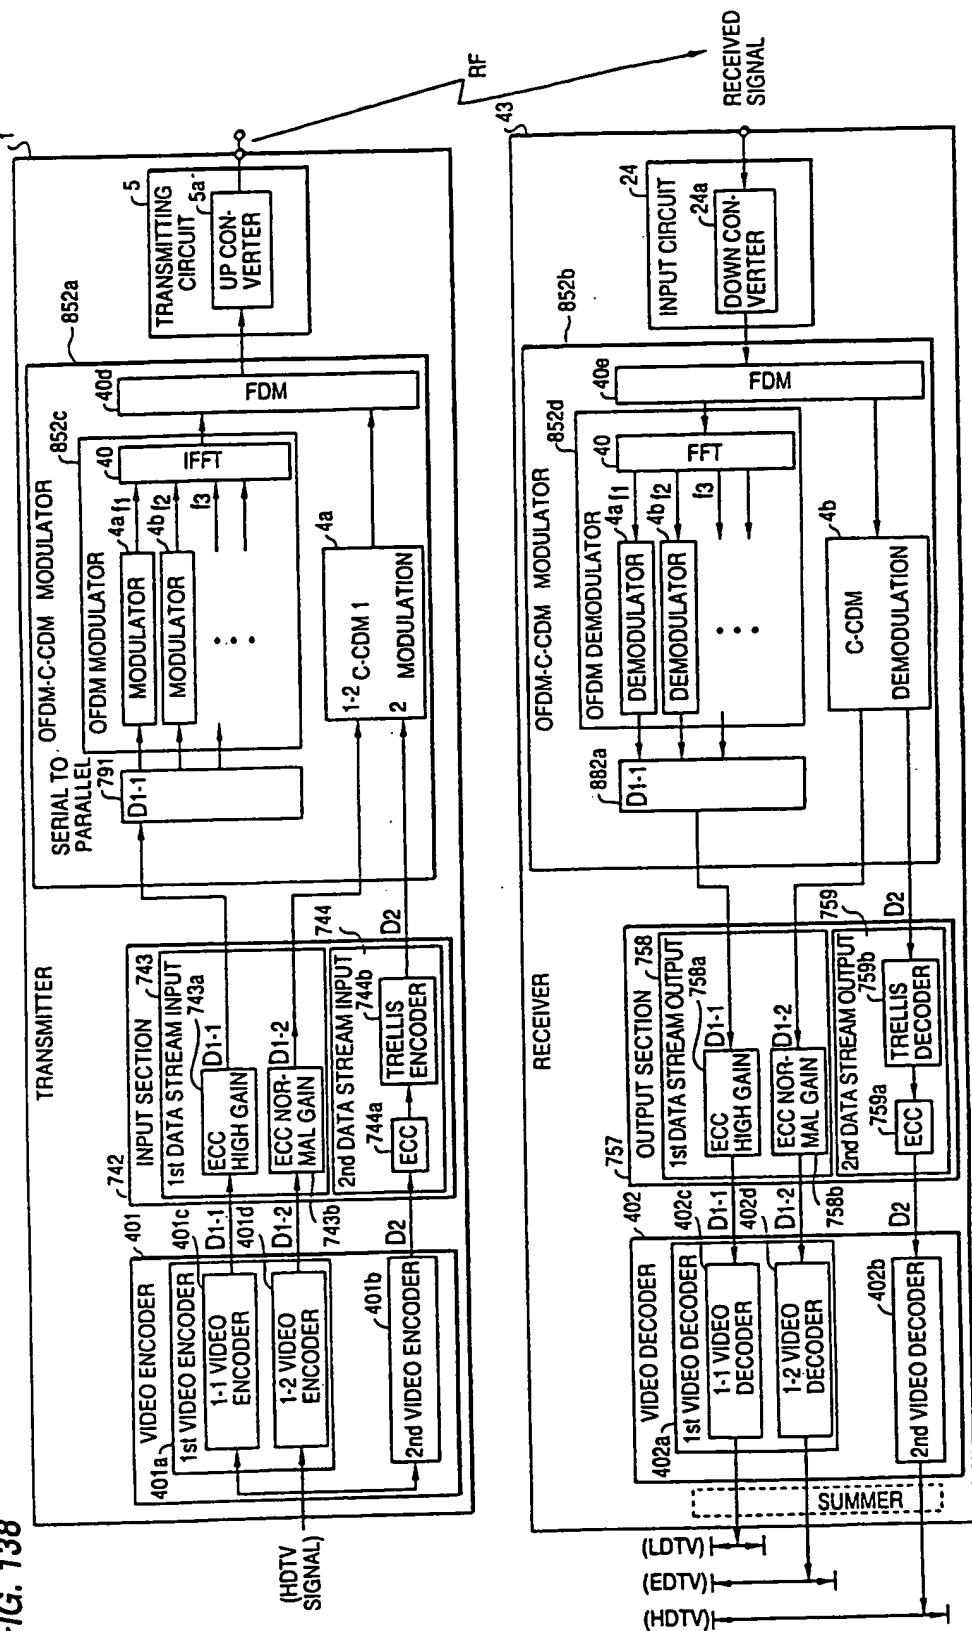 FIG. 138
TRANSMITTER
1
(HDTV
SIGNAL)
401
VIDEO ENCODER
401a
1st VIDEO ENCODER
401c
1-1 VIDEO
ENCODER
401d
1-2 VIDEO
ENCODER
401b
2nd VIDEO ENCODER
D1-1
D1-2
D2
742
INPUT SECTION
743
1st DATA STREAM INPUT
743a
ECC
HIGH GAIN
D1-1
ECC NOR-
MAL GAIN
D1-2
743b
744
2nd DATA STREAM INPUT
744a
744b
ECC
TRELLIS
ENCODER
D2
SERIAL TO
PARALLEL
791
D1-1
OFDM-C-CDM MODULATOR
852a
OFDM MODULATOR
852c
MODULATOR
4a
f1
MODULATOR
4b
f2
f3
40
IFFT
40d
FDM
4a
1-2
C-CDM 1
2
MODULATION
5
TRANSMITTING
CIRCUIT
5a
UP CON-
VERTER
RF
RECEIVED
SIGNAL
RECEIVER
43
24
INPUT CIRCUIT
24a
DOWN CON-
VERTER
OFDM-C-CDM MODULATOR
852b
OFDM DEMODULATOR
852d
40e
FDM
40
FFT
4a
f1
DEMODULATOR
4b
f2
DEMODULATOR
f3
882a
D1-1
4b
C-CDM
DEMODULATION
757
OUTPUT SECTION
758
1st DATA STREAM OUTPUT
758a
ECC
HIGH GAIN
D1-1
ECC NOR-
MAL GAIN
D1-2
758b
759
2nd DATA STREAM OUTPUT
759a
759b
ECC
TRELLIS
DECODER
D2
402
VIDEO DECODER
402a
1st VIDEO DECODER
402c
1-1 VIDEO
DECODER
D1-1
402d
1-2 VIDEO
DECODER
D1-2
402b
2nd VIDEO DECODER
D2
SUMMER
(LDTV)
(EDTV)
(HDTV)